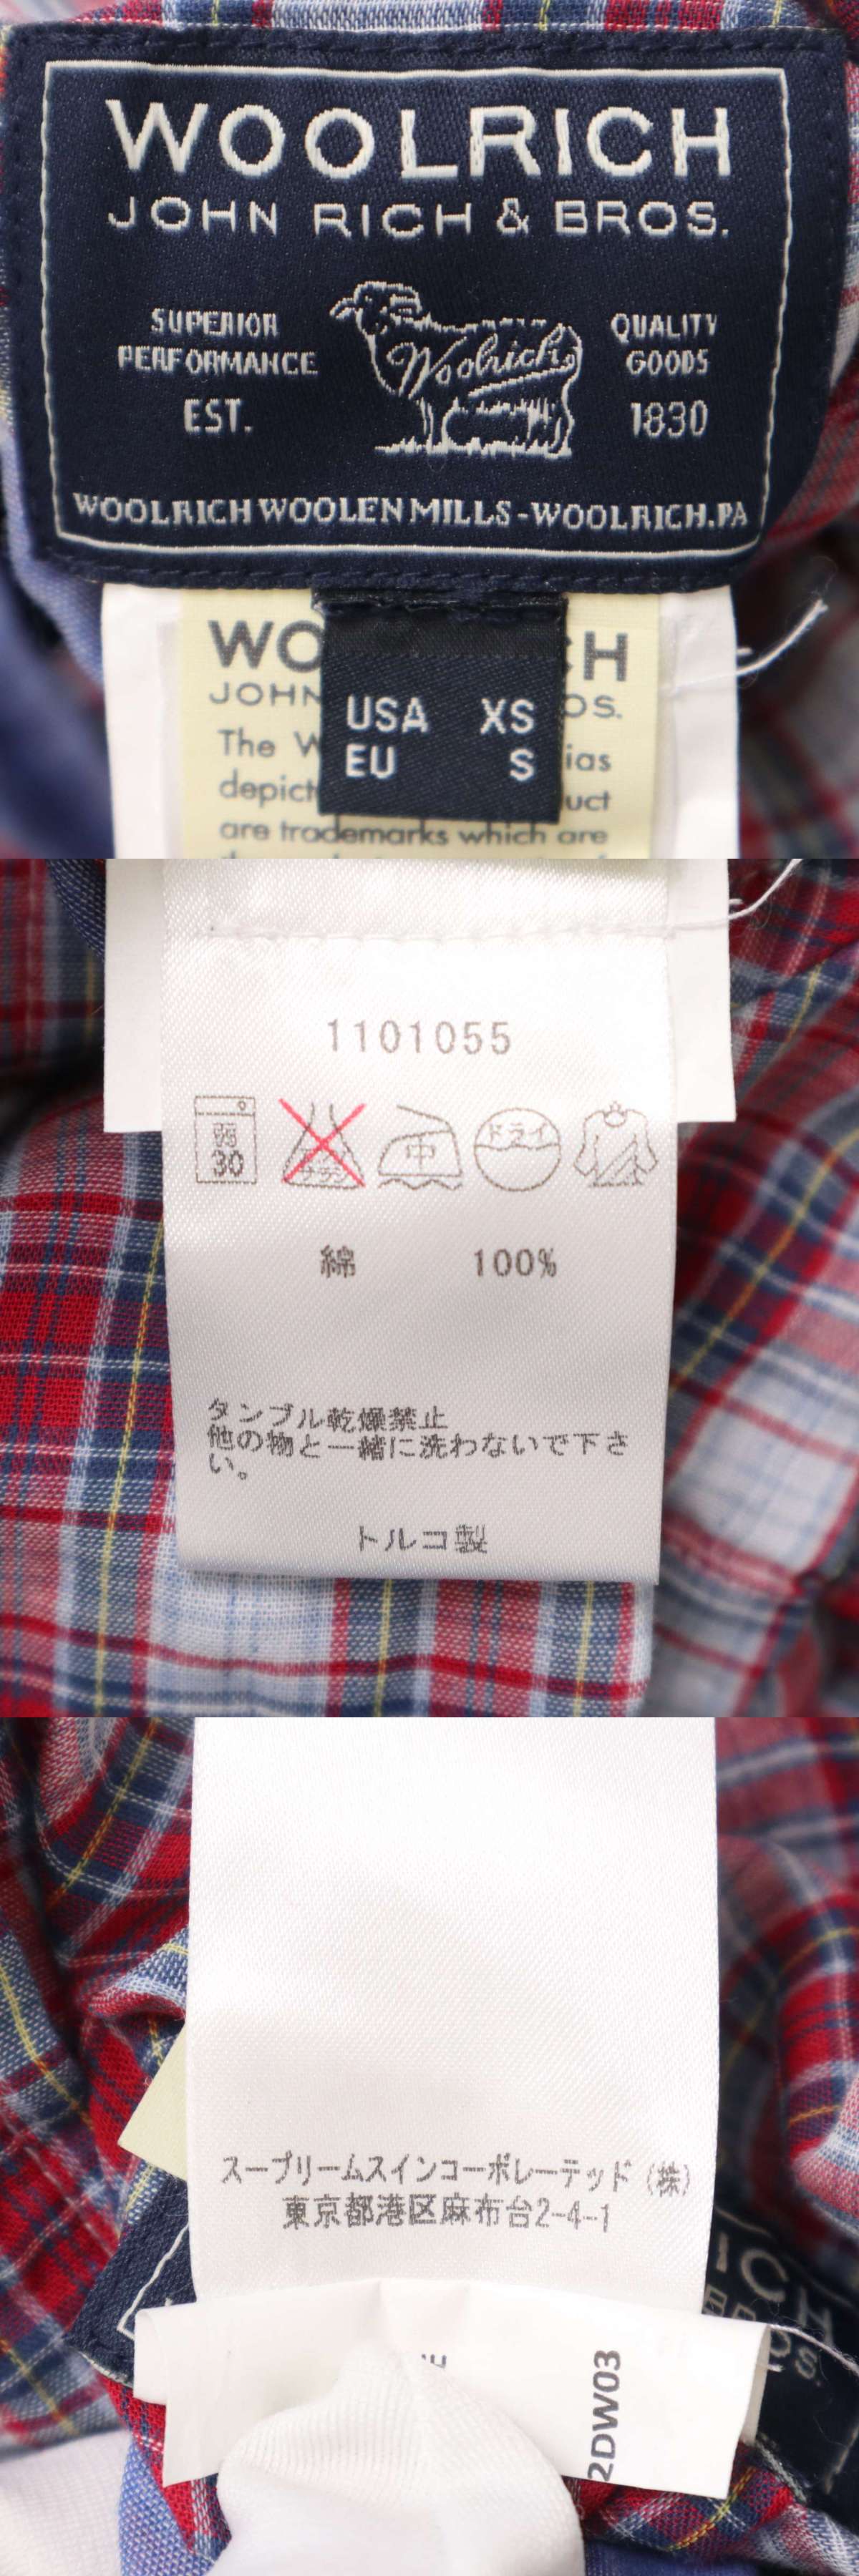 WOOLRICH
JOHN RICH & BROS.
SUPERIOR
PERFORMANCE
EST.
Woolrich
QUALITY
GOODS
1830
WOOLRICH WOOLEN MILLS-WOOLRICH.PA
WO
CH
JOHN
OS.
USA XS
EU S
The W
ias
depict
uct
are trademarks which are
1101055
弱
30
サラシ
中
ドライ
綿 100%
タンブル乾燥禁止
他の物と一緒に洗わないで下さ
い。
トルコ製
スープリームスインコーポレーテッド(株)
東京都港区麻布台2-4-1
ICH
BROS.
2DW03